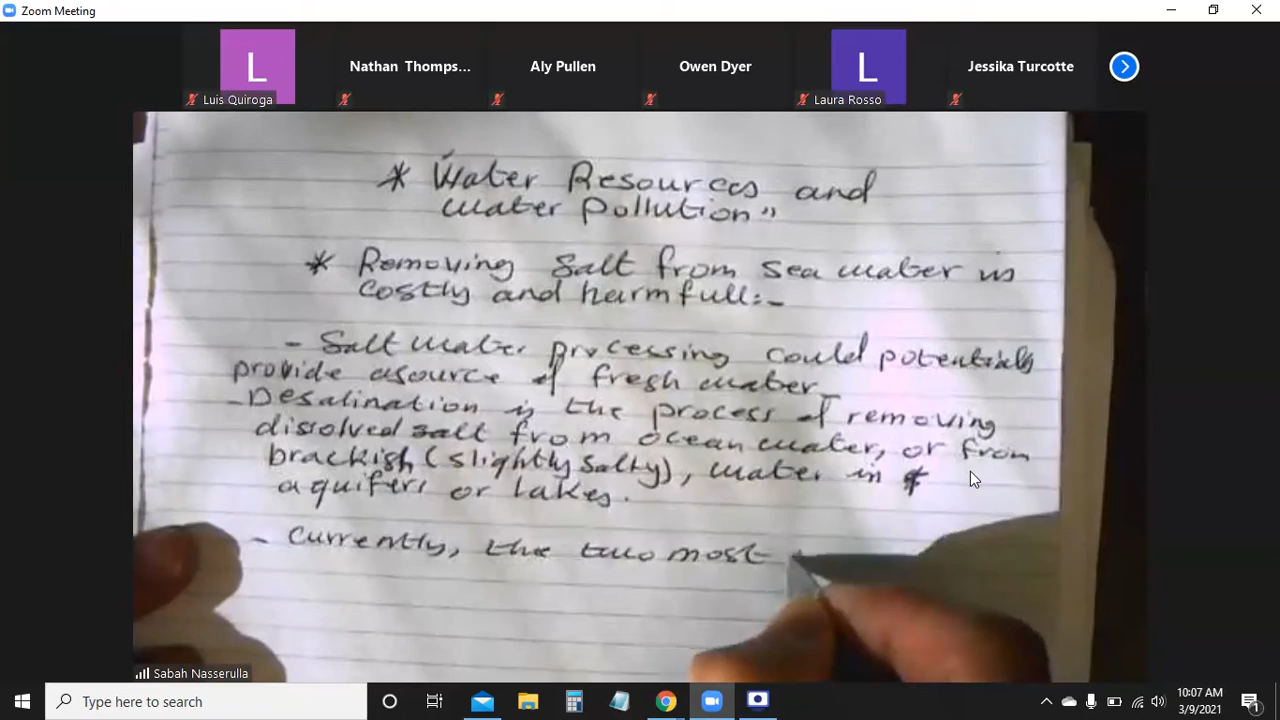 Zoom Meeting
L
Luis Quiroga
Nathan Thomps...
Aly Pullen
Owen Dyer
L
Laura Rosso
Jessika Turcotte
* "Water Resources and
water pollution"
* Removing Salt from sea water is
costly and harmfull:-
- Salt water processing could potentially
provide a source of fresh water_
- Desalination is the process of removing
dissolved salt from ocean water, or from
brackish (slightly salty), water in
aquifers or lakes.
- Currently, the two most
Sabah Nasserulla
Type here to search
10:07 AM
3/9/2021
1